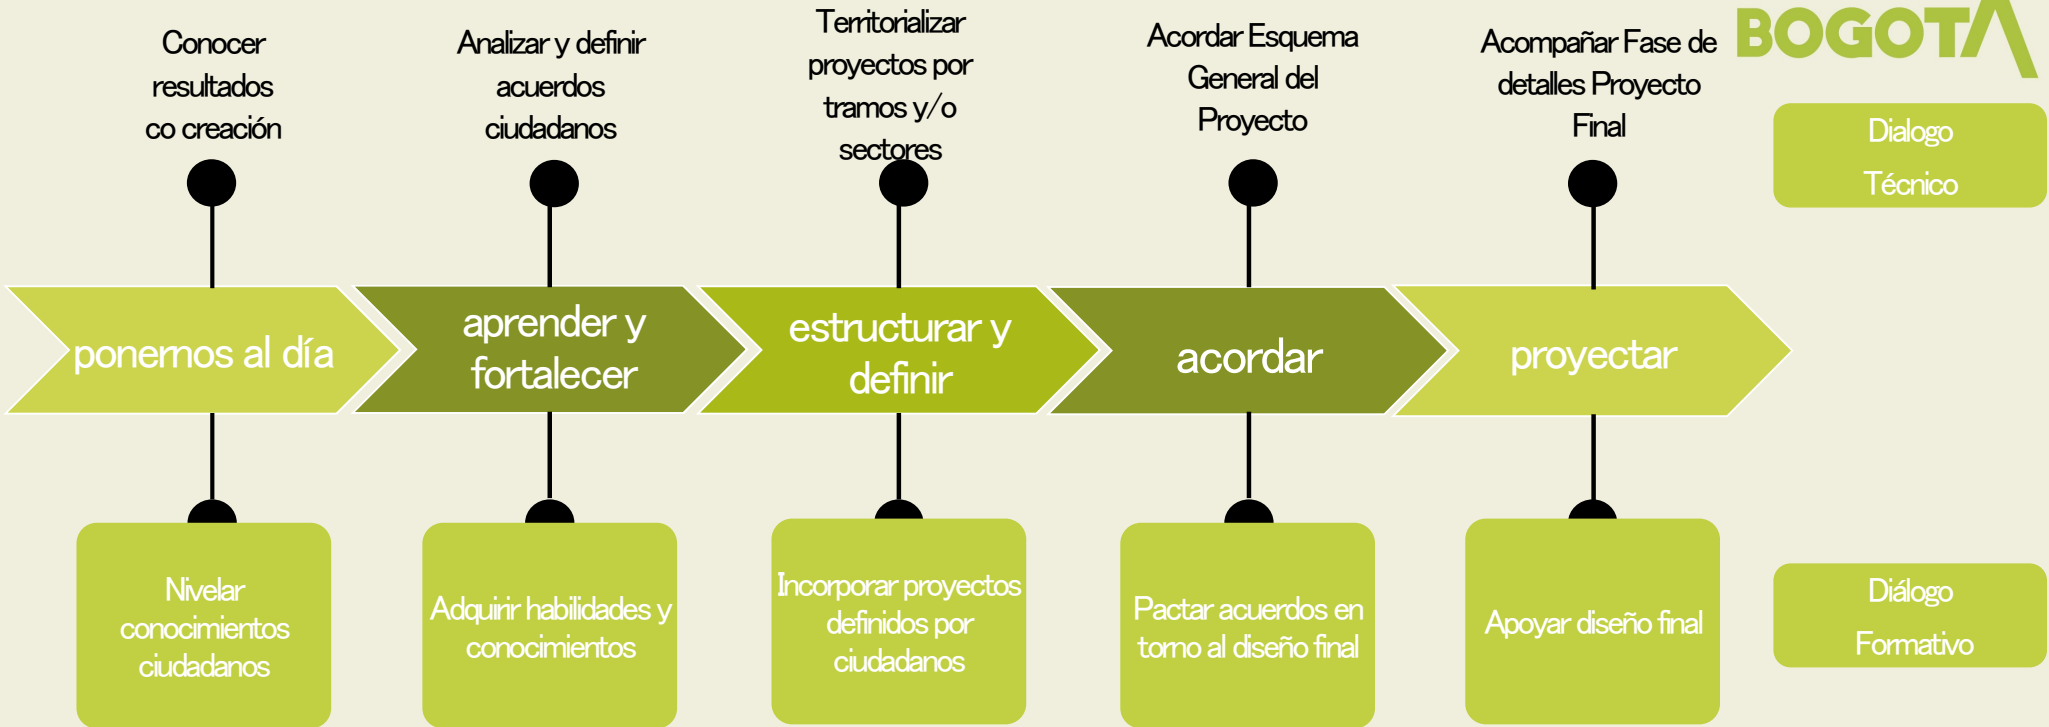 Conocer
resultados
co creación
Analizar y definir
acuerdos
ciudadanos
Territorializar
proyectos por
tramos y/o
sectores
Acordar Esquema
General del
Proyecto
Acompañar Fase de
detalles Proyecto
Final
BOGOTÁ
Dialogo
Técnico
ponernos al día
aprender y
fortalecer
estructurar y
definir
acordar
proyectar
Nivelar
conocimientos
ciudadanos
Adquirir habilidades y
conocimientos
Incorporar proyectos
definidos por
ciudadanos
Pactar acuerdos en
torno al diseño final
Apoyar diseño final
Diálogo
Formativo